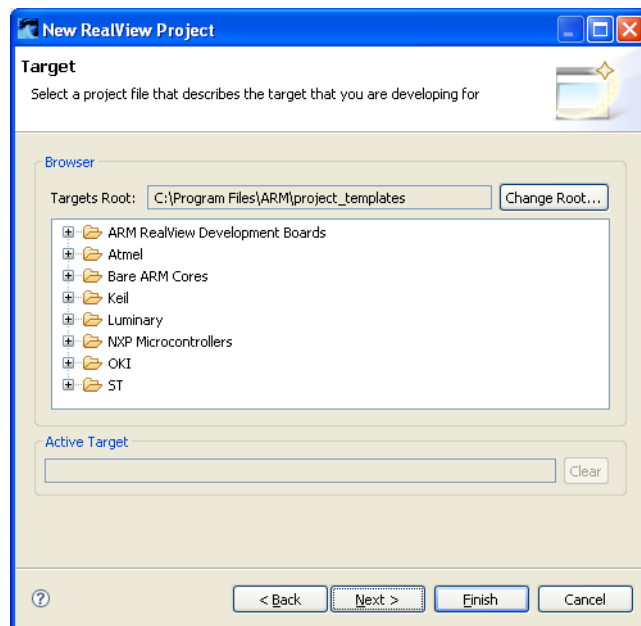 New RealView Project
Target
Select a project file that describes the target that you are developing for
Browser
Targets Root: C:\Program Files\ARM\project_templates Change Root...
ARM RealView Development Boards
Atmel
Bare ARM Cores
Keil
Luminary
NXP Microcontrollers
OKI
ST
Active Target
Clear
< Back Next > Finish Cancel